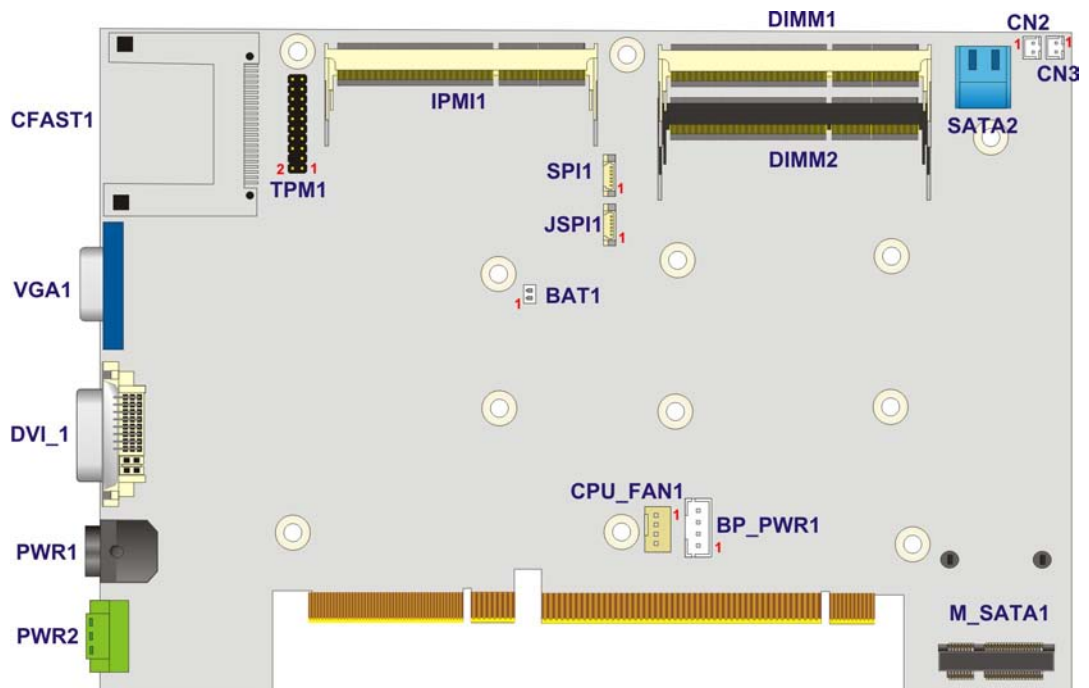 DIMM1
CN2
1
1
CN3
CFAST1
IPMI1
SATA2
DIMM2
SPI1
1
2
1
TPM1
JSPI1
1
VGA1
BAT1
1
DVI_1
CPU_FAN1
1
BP_PWR1
1
PWR1
M_SATA1
PWR2